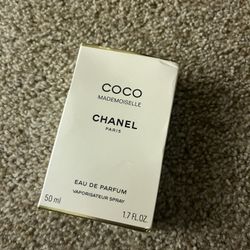 COCO
MADEMOISELLE
CHANEL
PARIS
EAU DE PARFUM
VAPORISATEUR SPRAY
50 ml
1.7 FL.OZ.